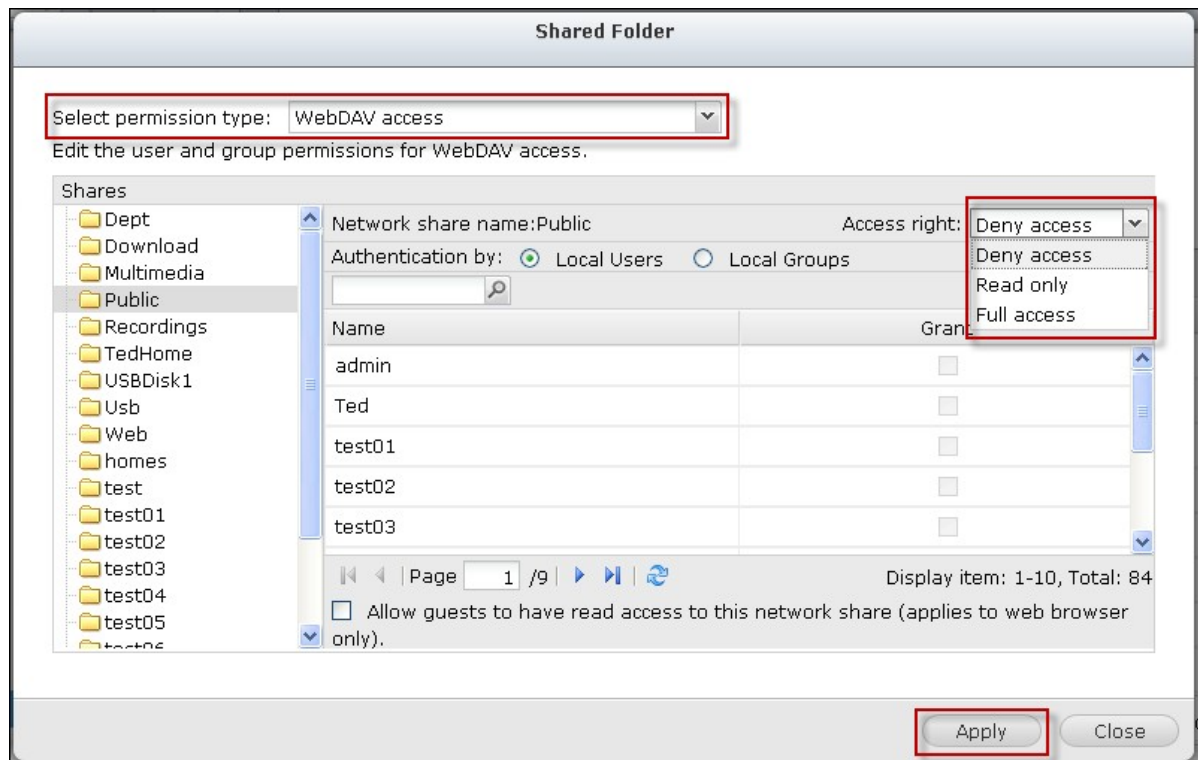 Shared Folder
Select permission type: WebDAV access
Edit the user and group permissions for WebDAV access.
Shares
Dept
Download
Multimedia
Public
Recordings
TedHome
USBDisk1
Usb
Web
homes
test
test01
test02
test03
test04
test05
Network share name:Public Access right: Deny access
Deny access
Read only
Full access
Authentication by: Local Users Local Groups
Name
admin
Ted
test01
test02
test03
Page 1 /9 Display item: 1-10, Total: 84
Allow guests to have read access to this network share (applies to web browser
only).
Apply Close